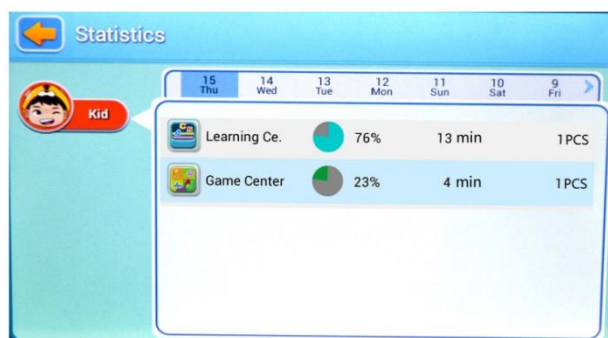 Statistics
15 14 13 12 11 10 9
Thu Wed Tue Mon Sun Sat Fri
Kid
Learning Ce. 76% 13 min 1PCS
Game Center 23% 4 min 1PCS